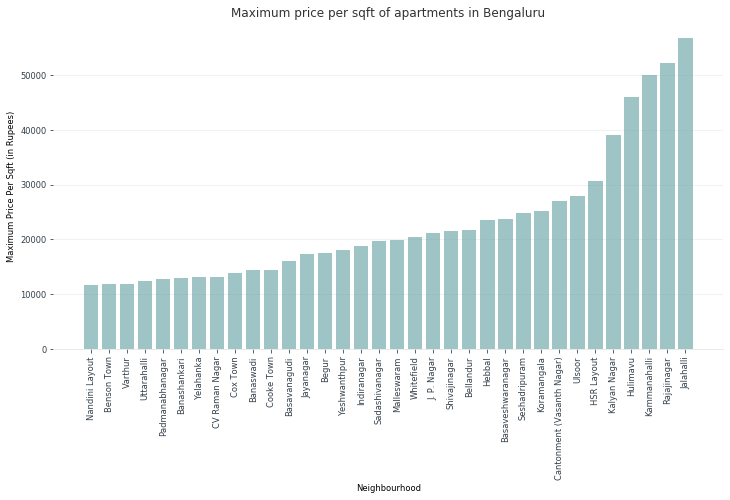 Maximum price per sqft of apartments in Bengaluru
Maximum Price Per Sqft (in Rupees)
50000
40000
30000
20000
10000
0
Nandini Layout
Benson Town
Varthur
Uttarahalli
Padmanabhanagar
Banashankari
Yelahanka
CV Raman Nagar
Cox Town
Banaswadi
Cooke Town
Basavanagudi
Jayanagar
Begur
Yeshwanthpur
Indiranagar
Sadashivanagar
Malleswaram
Whitefield
J. P. Nagar
Shivajinagar
Bellandur
Hebbal
Basaveshwaranagar
Seshadripuram
Koramangala
Cantonment (Vasanth Nagar)
Ulsoor
HSR Layout
Kalyan Nagar
Hulimavu
Kammanahalli
Rajajinagar
Jalahalli
Neighbourhood